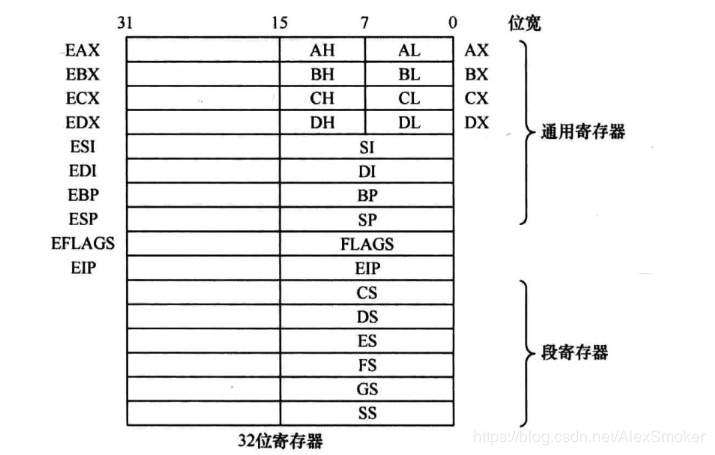 31 15 7 0 位宽
EAX AH AL AX
EBX BH BL BX
ECX CH CL CX
EDX DH DL DX
通用寄存器
ESI SI
EDI DI
EBP BP
ESP SP
EFLAGS FLAGS
EIP EIP
CS
DS
ES
段寄存器
FS
GS
SS
32位寄存器
https://blog.csdn.net/AlexSmoker